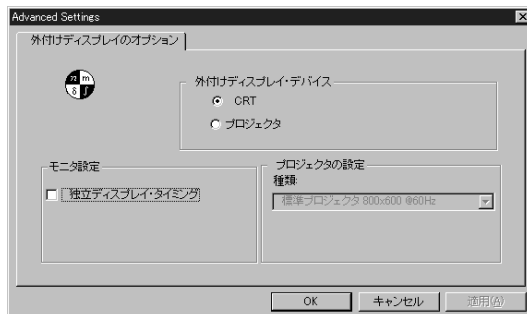 Advanced Settings
外付けディスプレイのオプション
n m
δ ∫
外付けディスプレイ・デバイス
CRT
プロジェクタ
モニタ設定
独立ディスプレイ・タイミング
プロジェクタの設定
種類:
標準プロジェクタ 800x600 @60Hz
OK
キャンセル
適用(A)